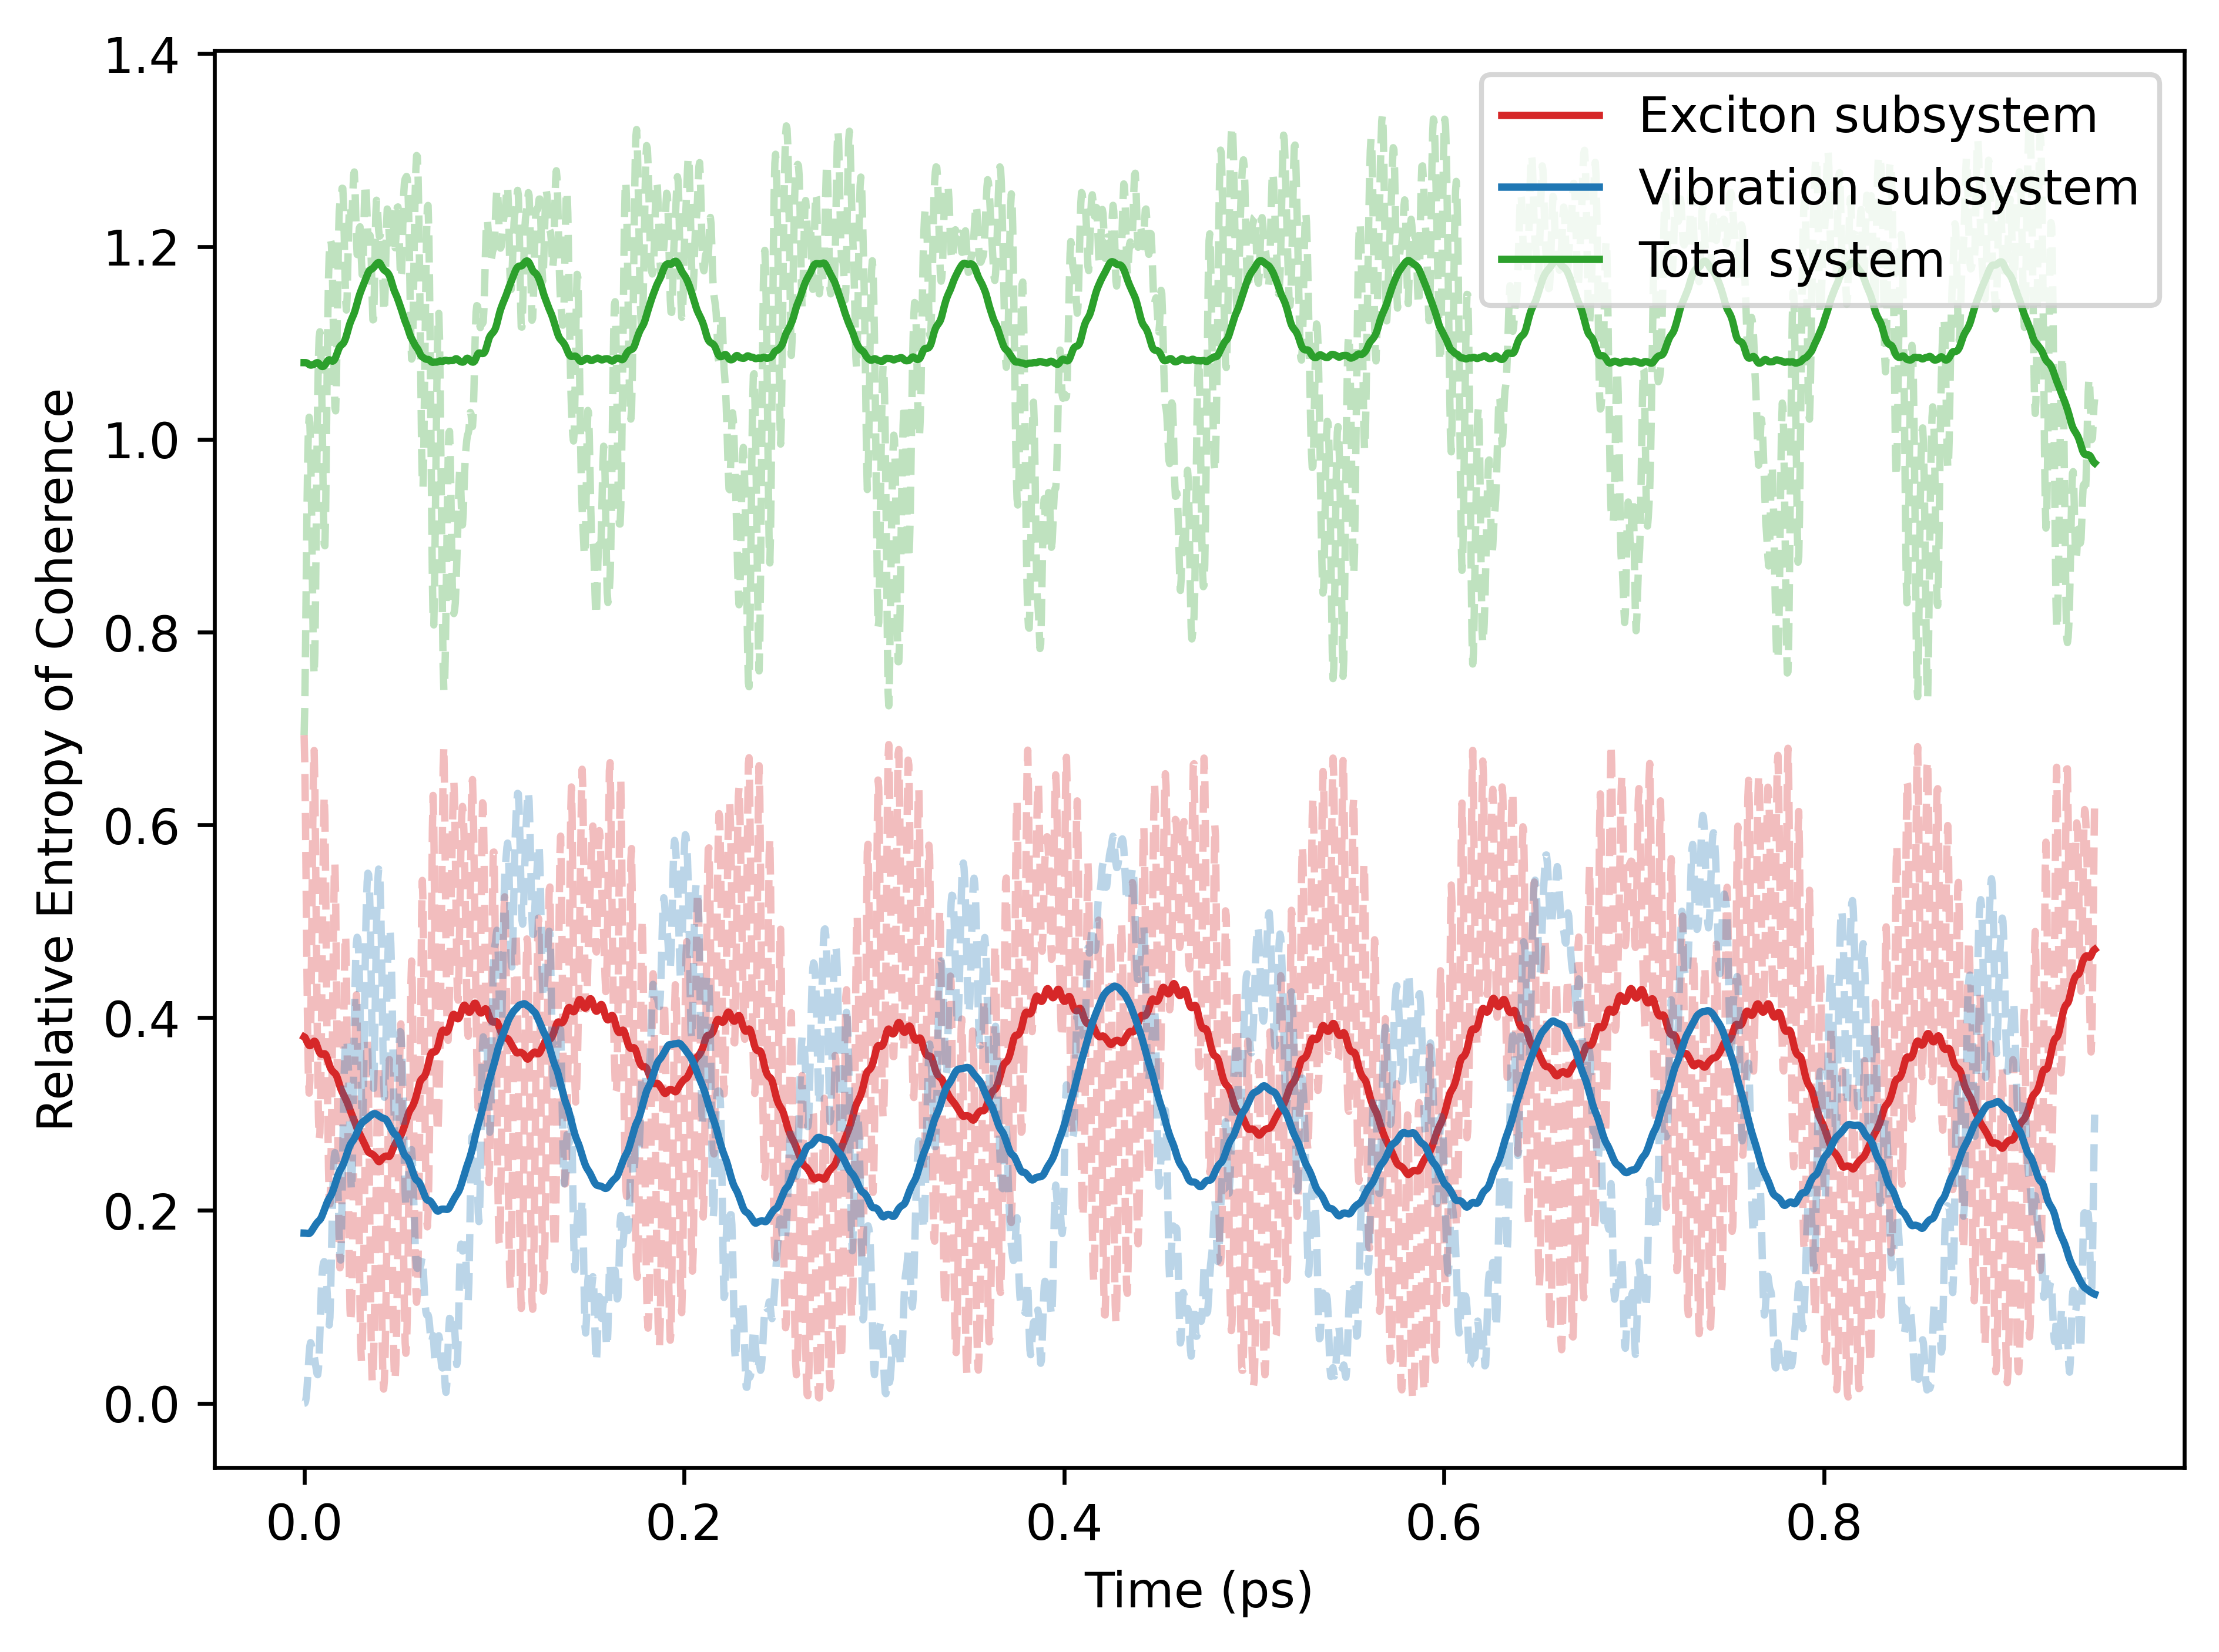 1.4
1.2
1.0
0.8
0.6
0.4
0.2
0.0
Relative Entropy of Coherence
Exciton subsystem
Vibration subsystem
Total system
0.0 0.2 0.4 0.6 0.8
Time (ps)